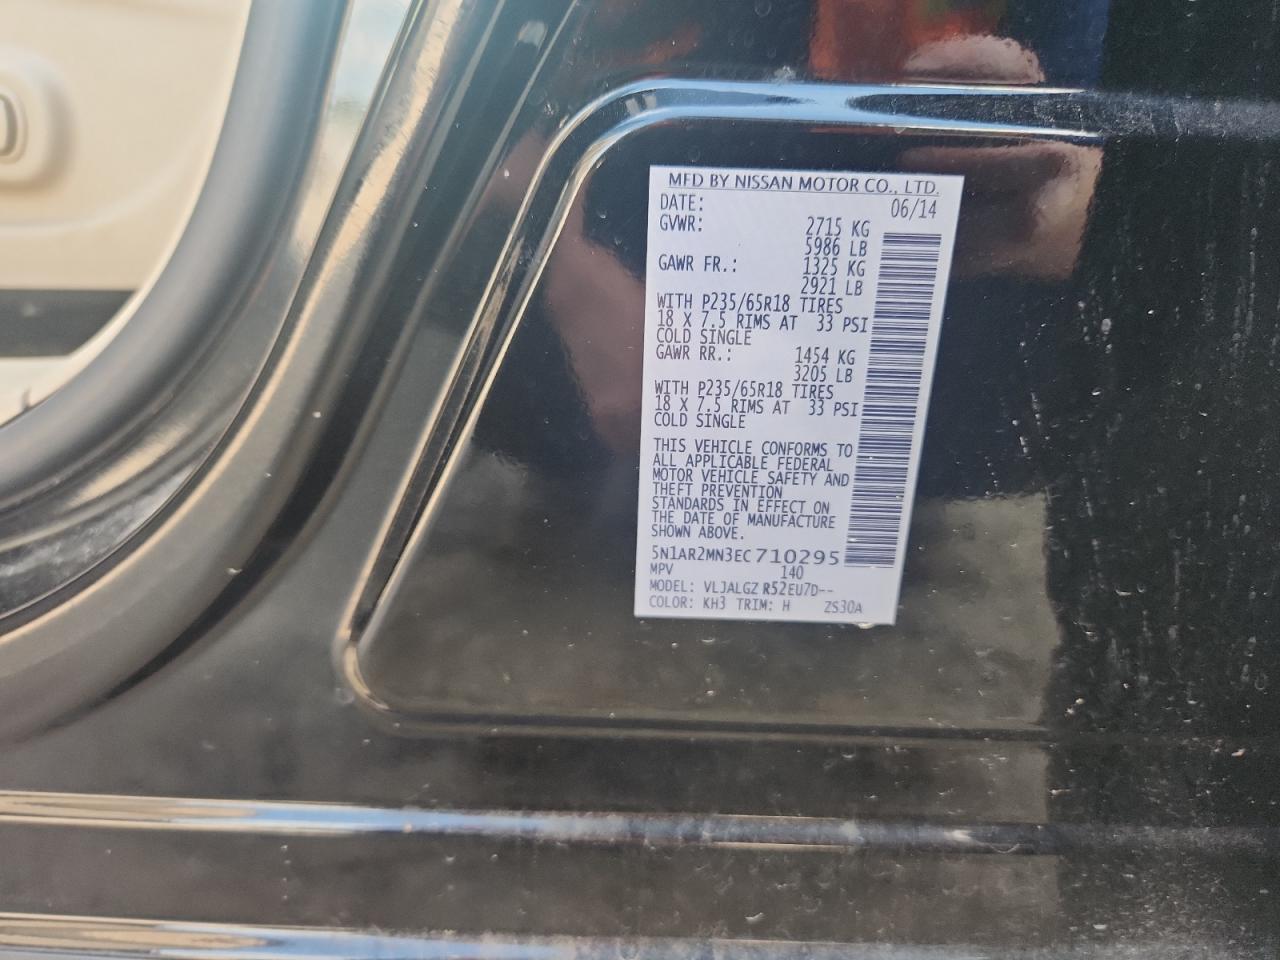 MFD BY NISSAN MOTOR CO., LTD.
DATE: 06/14
GVWR: 2715 KG
5986 LB
GAWR FR.: 1325 KG
2921 LB
WITH P235/65R18 TIRES
18 X 7.5 RIMS AT 33 PSI
COLD SINGLE
GAWR RR.: 1454 KG
3205 LB
WITH P235/65R18 TIRES
18 X 7.5 RIMS AT 33 PSI
COLD SINGLE
THIS VEHICLE CONFORMS TO
ALL APPLICABLE FEDERAL
MOTOR VEHICLE SAFETY AND
THEFT PREVENTION
STANDARDS IN EFFECT ON
THE DATE OF MANUFACTURE
SHOWN ABOVE.
5N1AR2MN3EC710295
MPV 140
MODEL: VLJALGZ R52EU7D--
COLOR: KH3 TRIM: H ZS30A